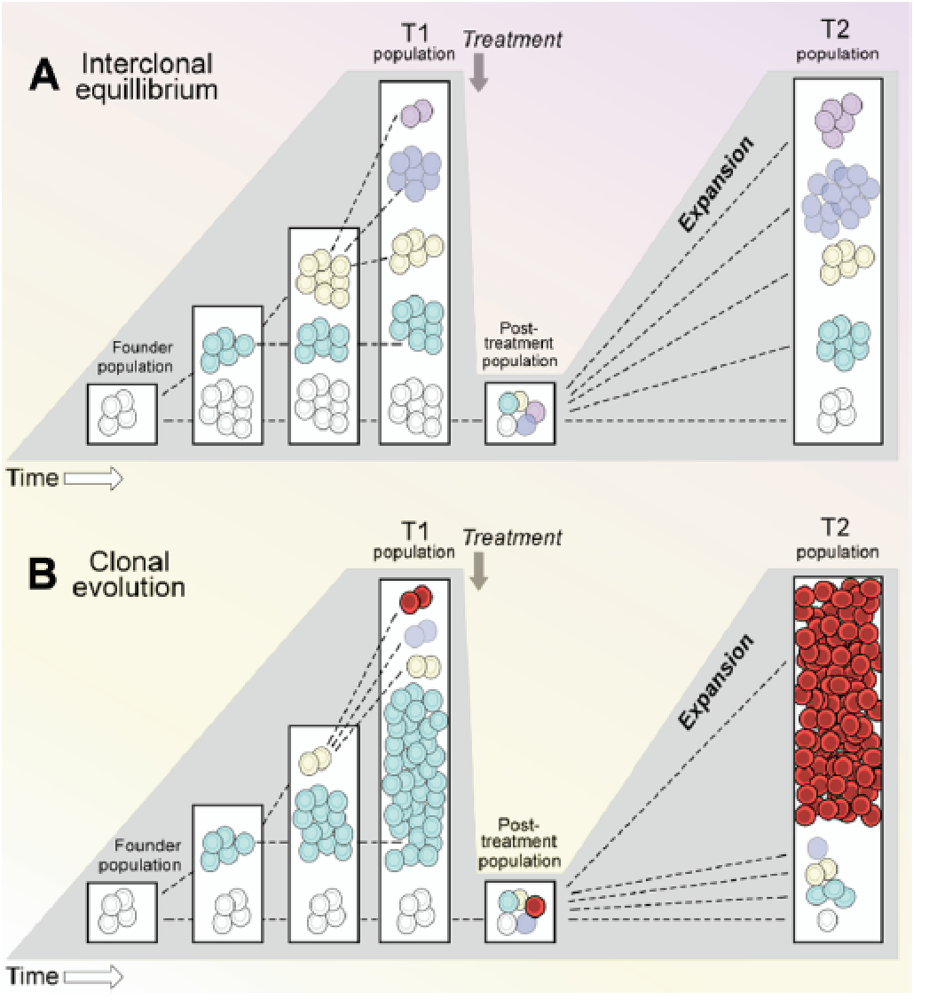 A
Interclonal
equillibrium
T1
population
Treatment
T2
population
Expansion
Founder
population
Post-
treatment
population
Time
B
Clonal
evolution
T1
population
Treatment
T2
population
Expansion
Founder
population
Post-
treatment
population
Time